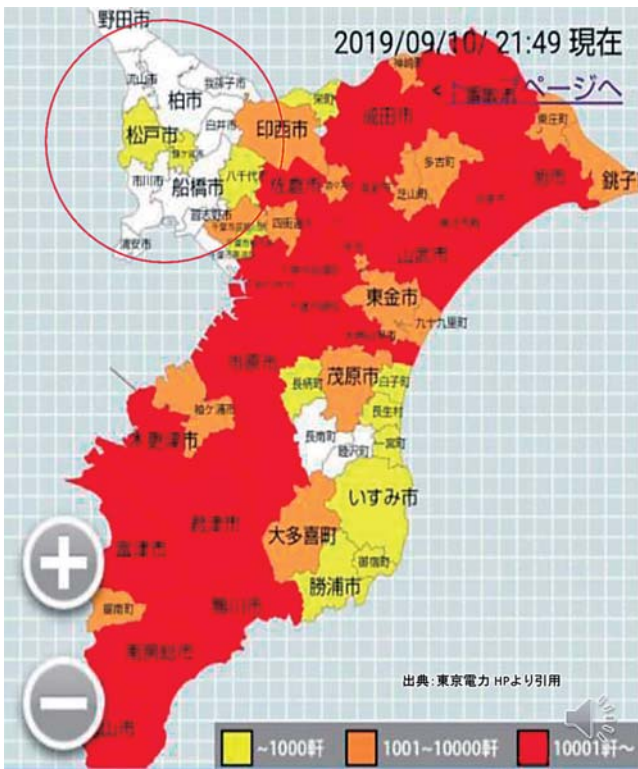 野田市
2019/09/10/ 21:49 現在
神崎町
ページへ
流山市
我孫子市
柏市
栄町
成田市
東庄町
松戸市
白井市
印西市
多古町
銚子市
八千代市
市川市
船橋市
佐倉市
芝山町
習志野市
四街道
浦安市
山武市
東金市
九十九里町
市原市
茂原市
長柄町
白子町
袖ケ浦市
長生村
木更津市
長南町
一宮町
睦沢町
いすみ市
君津市
大多喜町
富津市
御宿町
勝浦市
鋸南町
鴨川市
南房総市
出典：東京電力 HPより引用
~1000軒
1001~10000軒
10001軒~